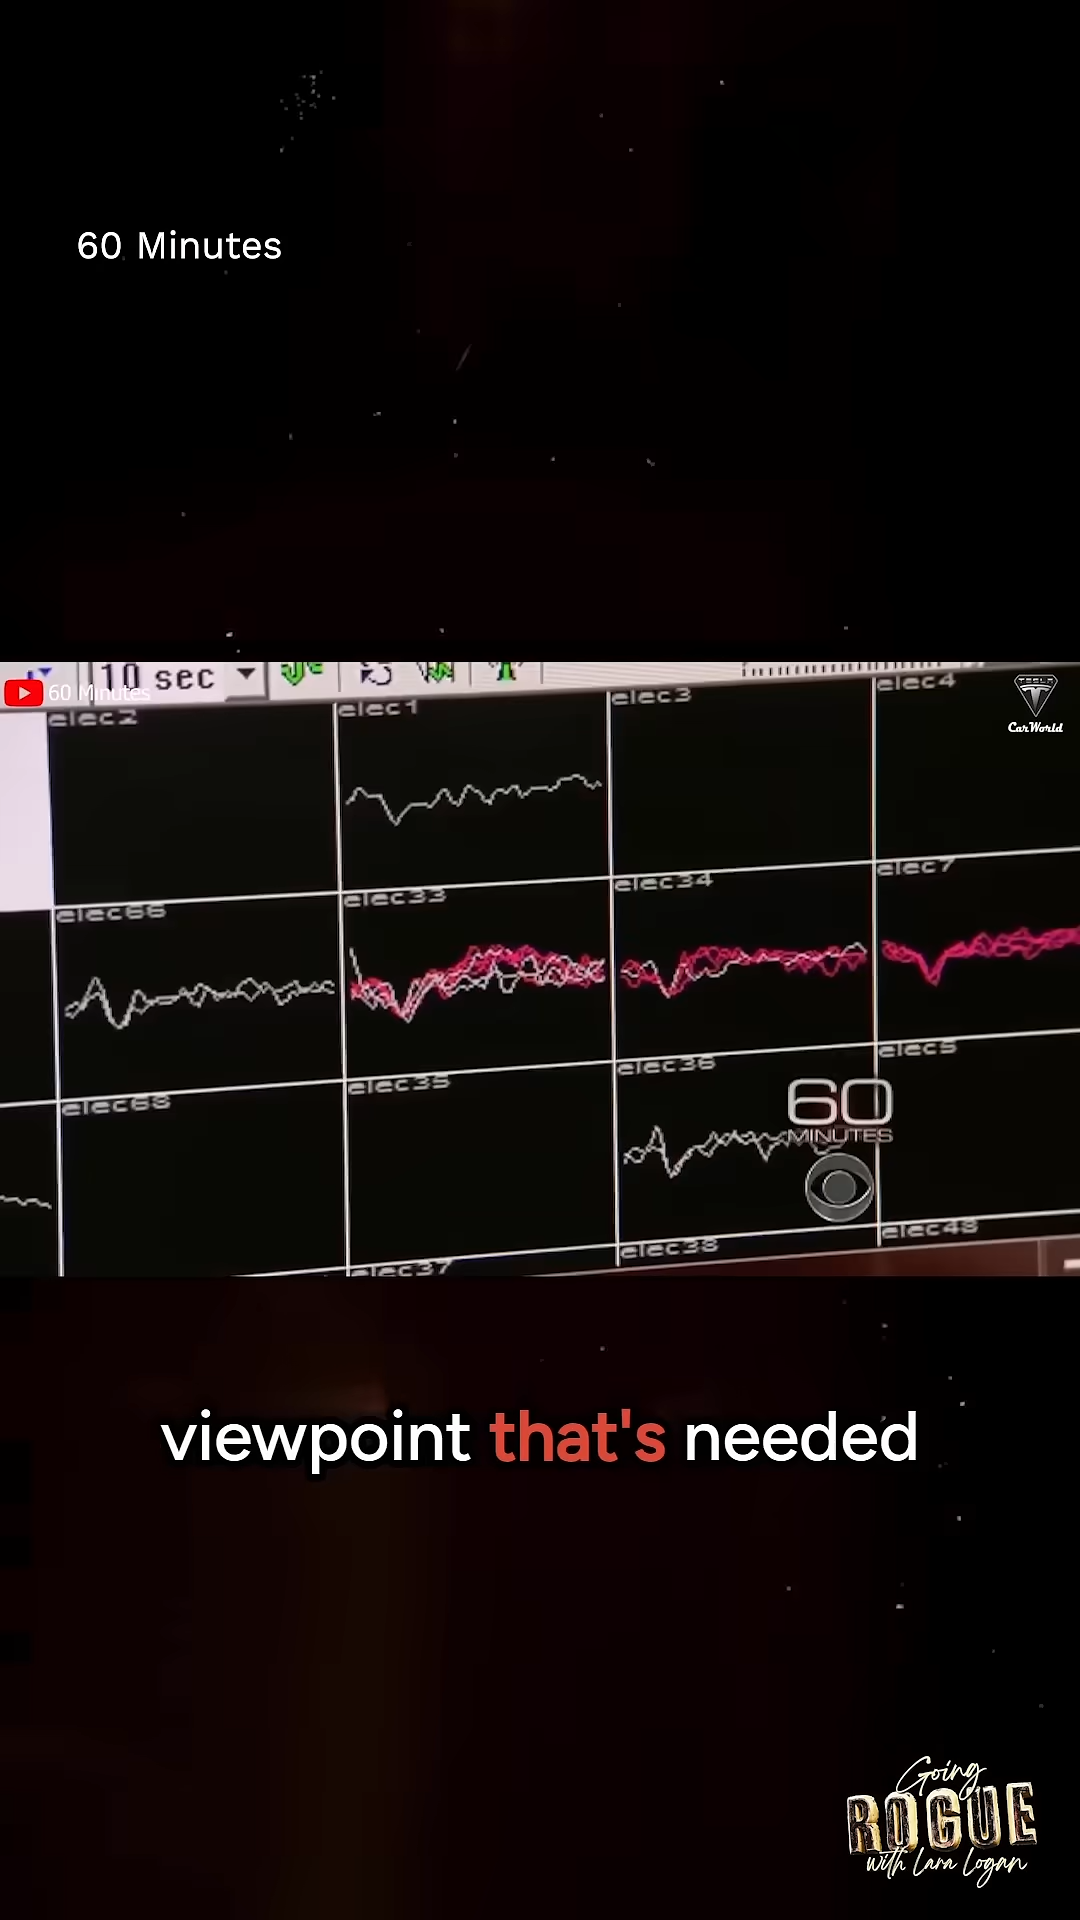 60 Minutes
10 sec
60 Minutes
TESLA
CarWorld
elec2
elec1
elec3
elec4
elec66
elec33
elec34
elec7
elec68
elec35
elec36
elec5
60
MINUTES
elec37
elec38
elec48
viewpoint that's needed
Going
ROGUE
with Lara Logan